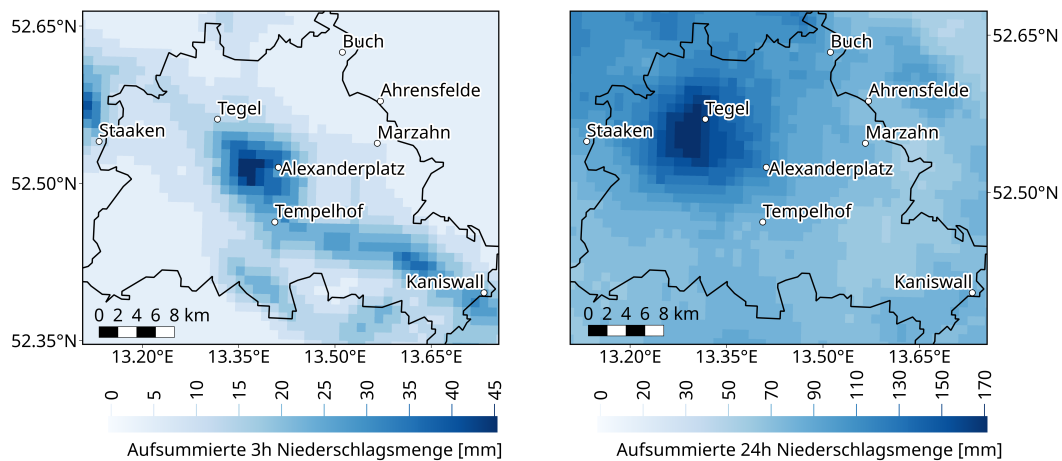 52.65°N
52.50°N
52.35°N
Buch
Ahrensfelde
Tegel
Marzahn
Staaken
Alexanderplatz
Tempelhof
Kaniswall
0 2 4 6 8 km
13.20°E 13.35°E 13.50°E 13.65°E
0 5 10 15 20 25 30 35 40 45
Aufsummierte 3h Niederschlagsmenge [mm]
52.65°N
52.50°N
Buch
Ahrensfelde
Tegel
Staaken
Marzahn
Alexanderplatz
Tempelhof
Kaniswall
0 2 4 6 8 km
13.20°E 13.35°E 13.50°E 13.65°E
0 20 30 50 70 90 110 130 150 170
Aufsummierte 24h Niederschlagsmenge [mm]